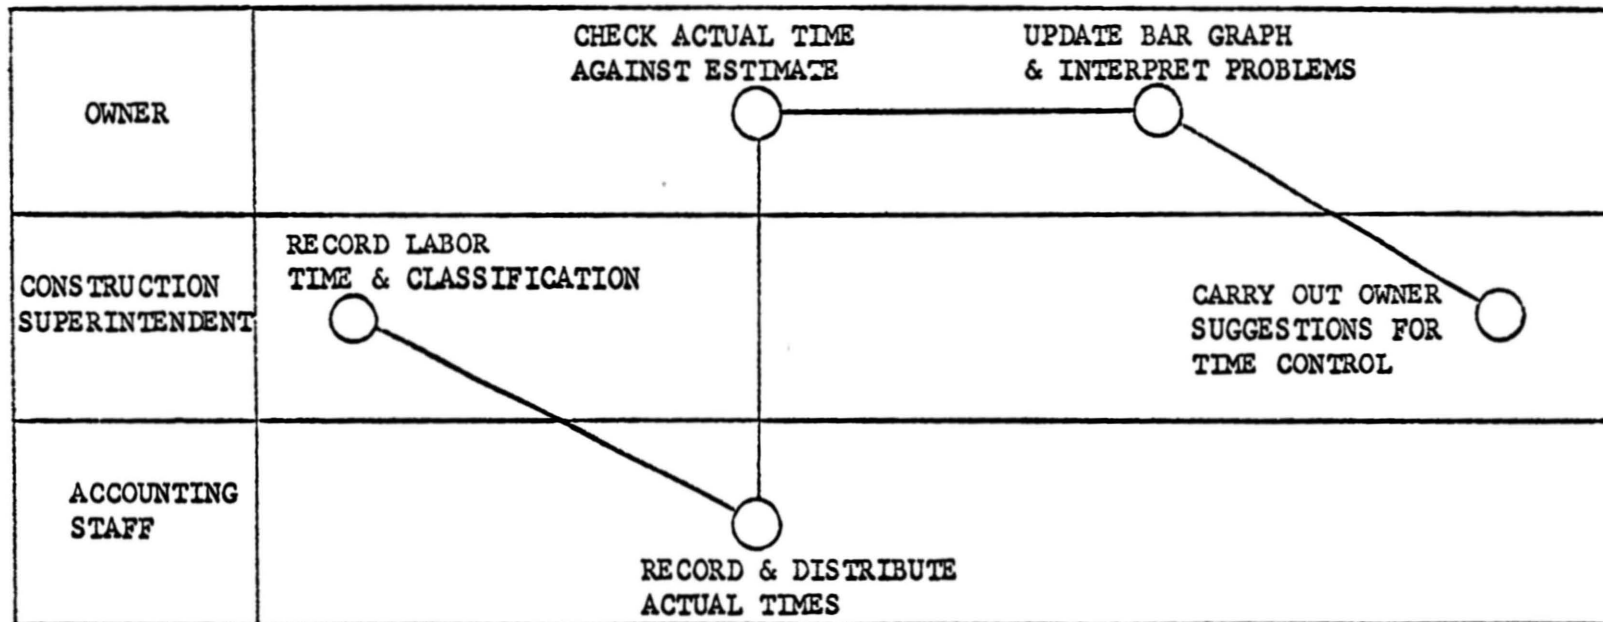 CHECK ACTUAL TIME
AGAINST ESTIMATE
UPDATE BAR GRAPH
& INTERPRET PROBLEMS
OWNER
RECORD LABOR
TIME & CLASSIFICATION
CONSTRUCTION
SUPERINTENDENT
CARRY OUT OWNER
SUGGESTIONS FOR
TIME CONTROL
ACCOUNTING
STAFF
RECORD & DISTRIBUTE
ACTUAL TIMES